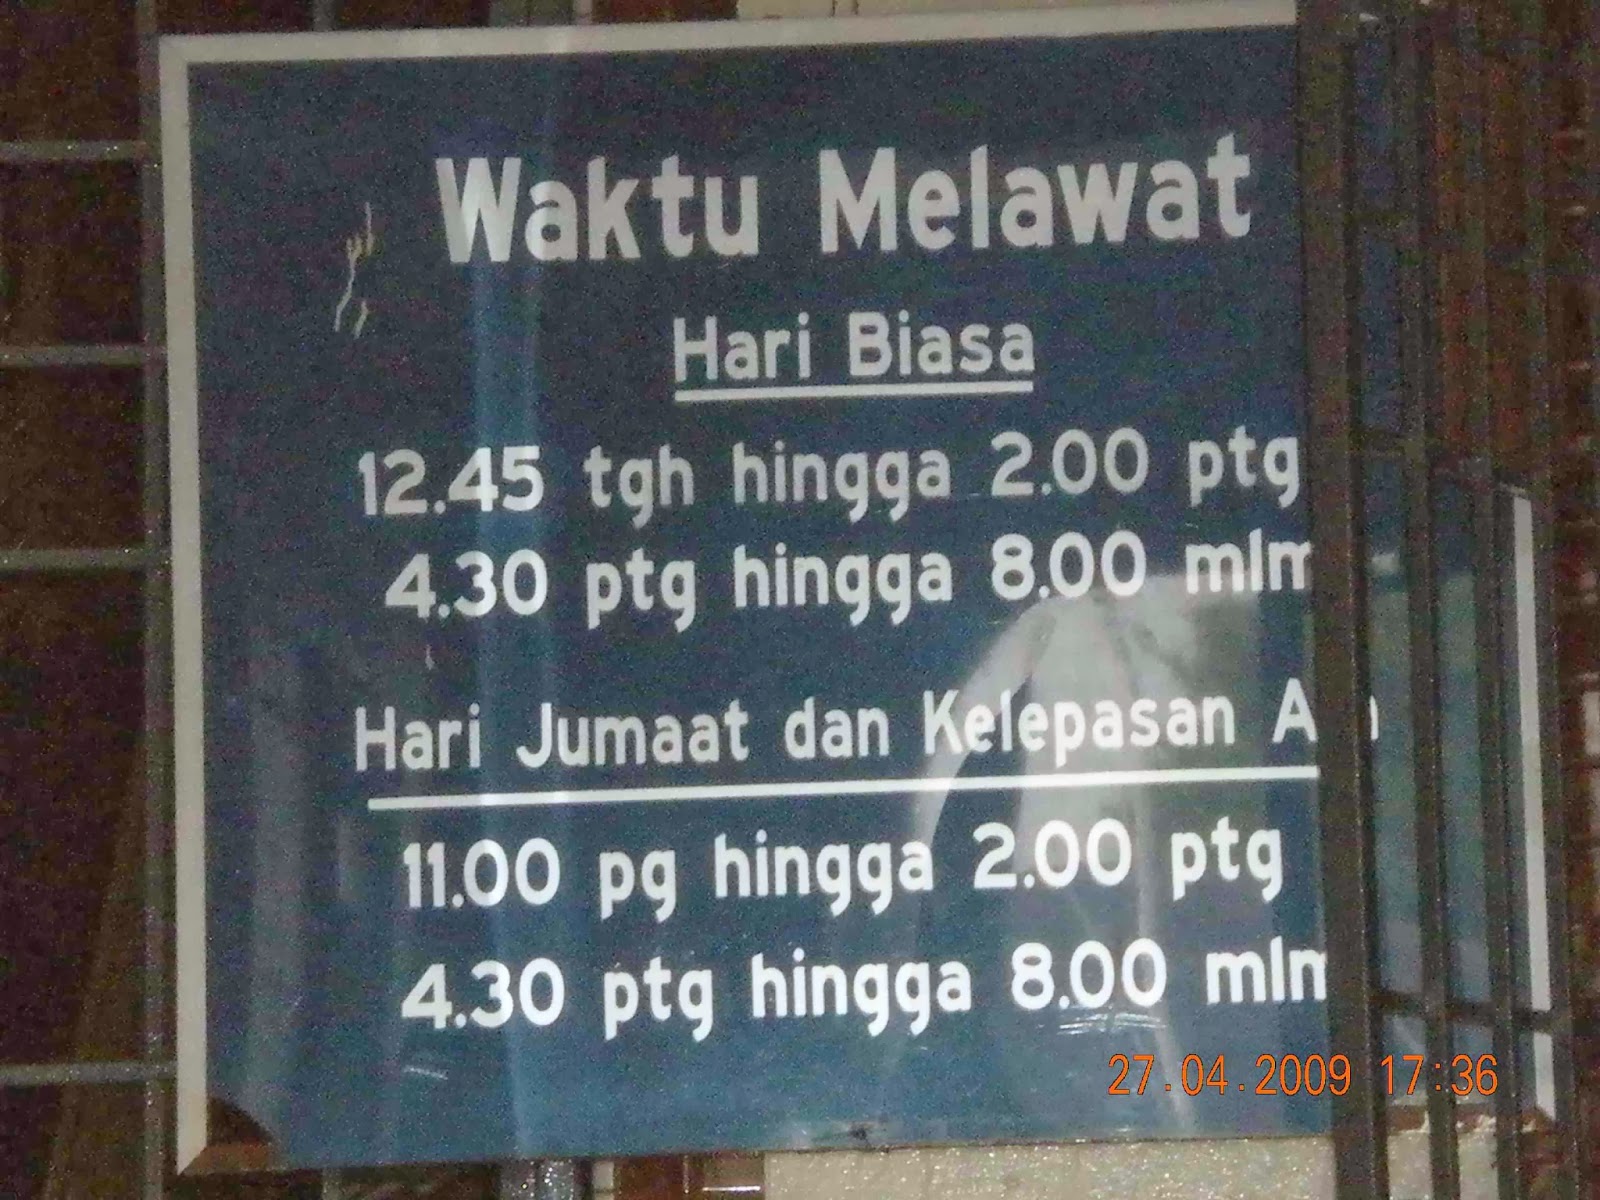 Waktu Melawat
Hari Biasa
12.45 tgh hingga 2.00 ptg
4.30 ptg hingga 8.00 mlm
Hari Jumaat dan Kelepasan
11.00 pg hingga 2.00 ptg
4.30 ptg hingga 8.00 mlm
27.04.2009 17:36